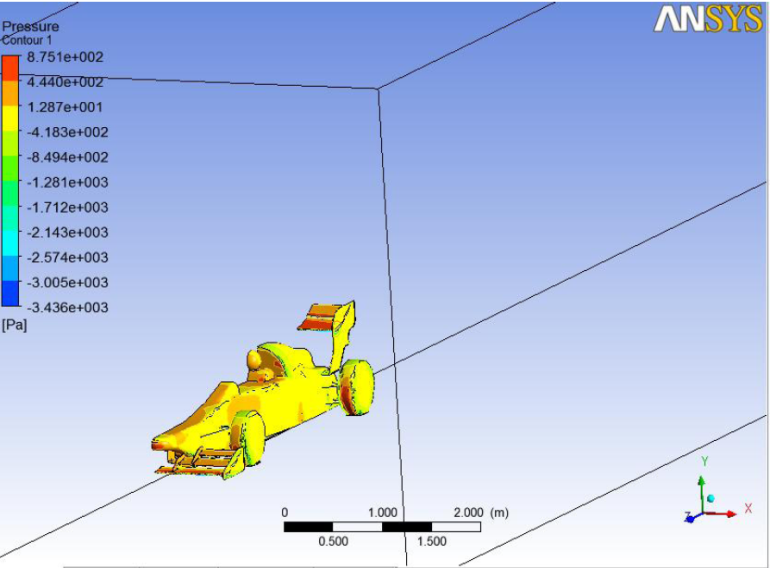 ANSYS
Pressure
Contour 1
8.751e+002
4.440e+002
1.287e+001
-4.183e+002
-8.494e+002
-1.281e+003
-1.712e+003
-2.143e+003
-2.574e+003
-3.005e+003
-3.436e+003
[Pa]
0 1.000 2.000 (m)
0.500 1.500
Y
X
Z